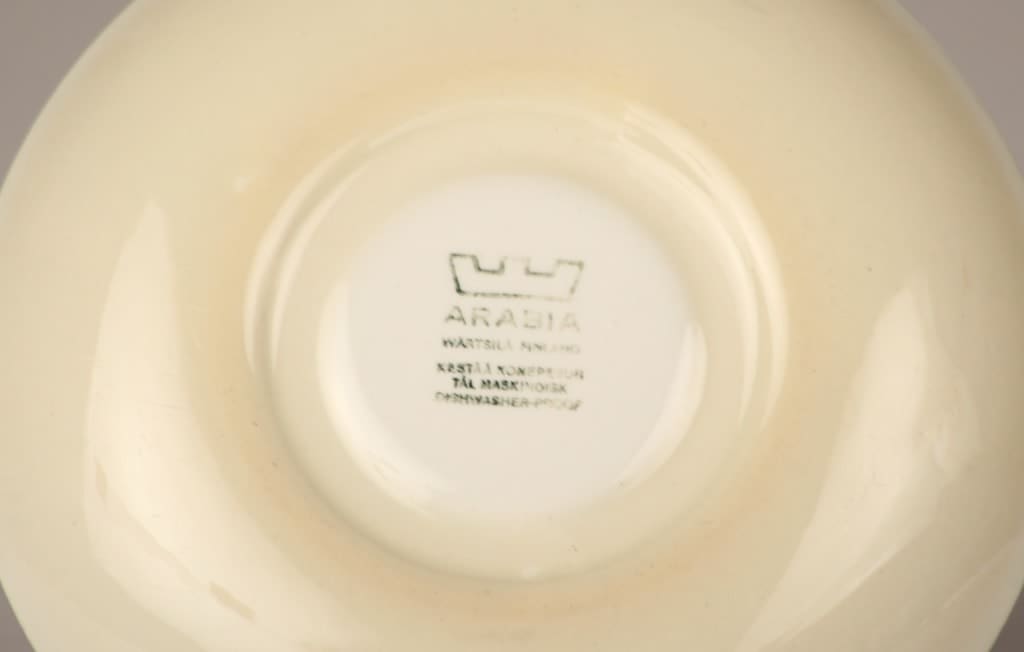 ARABIA
WÄRTSILÄ FINLAND
KESTÄÄ KONEPESUN
TÅL MASKINDISK
DISHWASHER-PROOF